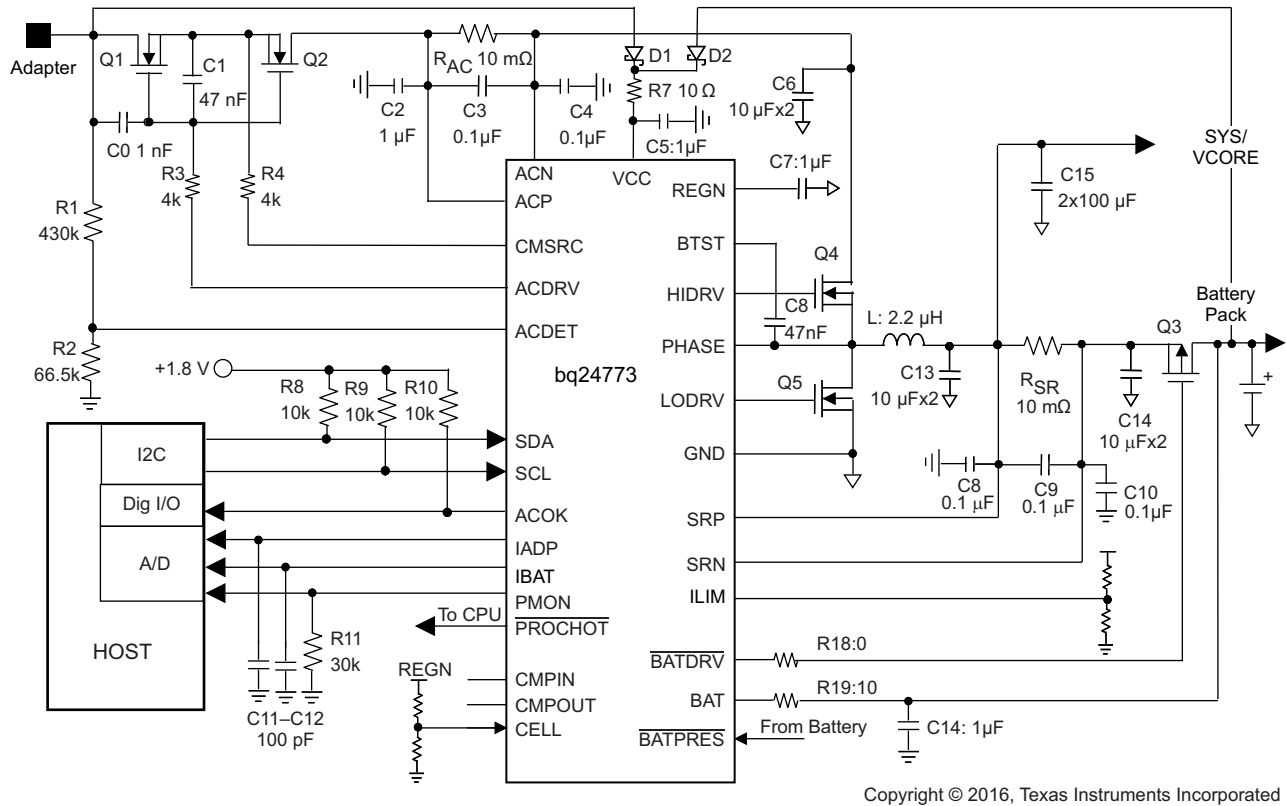 Adapter
Q1
C1
47 nF
Q2
C0 1 nF
R_AC 10 mΩ
C2
1 µF
C3
0.1µF
C4
0.1µF
D1
D2
R7 10 Ω
C5:1µF
C6
10 µFx2
SYS/
VCORE
C15
2x100 µF
C7:1µF
R3
4k
R4
4k
R1
430k
R2
66.5k
ACN
VCC
ACP
CMSRC
ACDRV
ACDET
bq24773
SDA
SCL
ACOK
IADP
IBAT
PMON
PROCHOT
CMPIN
CMPOUT
CELL
REGN
BTST
HIDRV
PHASE
LODRV
GND
SRP
SRN
ILIM
BATDRV
BAT
BATPRES
Q4
C8
47nF
L: 2.2 µH
Q5
C13
10 µFx2
R_SR
10 mΩ
Q3
Battery
Pack
+
C14
10 µFx2
C8
0.1 µF
C9
0.1 µF
C10
0.1µF
R18:0
R19:10
C14: 1µF
From Battery
+1.8 V
R8
10k
R9
10k
R10
10k
I2C
Dig I/O
A/D
HOST
To CPU
R11
30k
REGN
C11–C12
100 pF
Copyright © 2016, Texas Instruments Incorporated